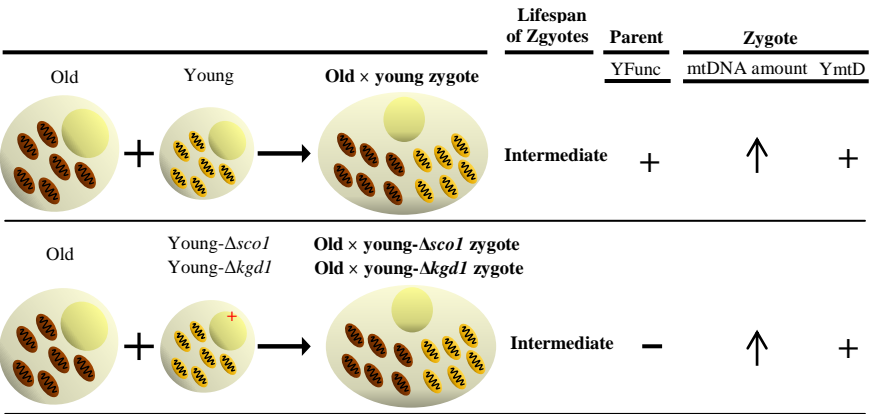 Lifespan
of Zgyotes Parent Zygote
YFunc mtDNA amount YmtD
Old Young Old × young zygote
+ Intermediate + ↑ +
Young-Δsco1 Old × young-Δsco1 zygote
Old
Young-Δkgd1 Old × young-Δkgd1 zygote
+
+ Intermediate − ↑ +